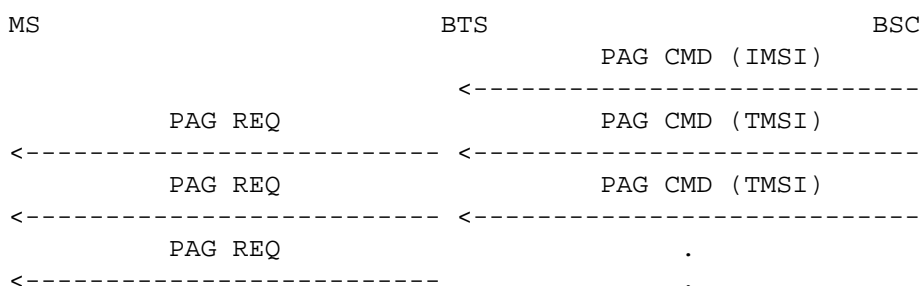 MS BTS BSC
PAG CMD (IMSI)
<----------------------------
PAG REQ PAG CMD (TMSI)
<-------------------------- <----------------------------
PAG REQ PAG CMD (TMSI)
<-------------------------- <----------------------------
PAG REQ .
<-------------------------- .